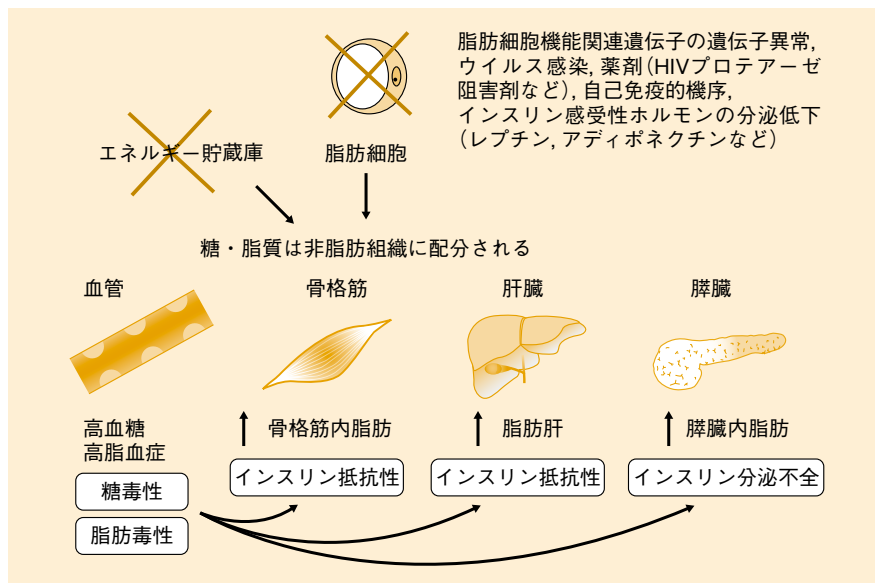 脂肪細胞機能関連遺伝子の遺伝子異常,
ウイルス感染, 薬剤(HIVプロテアーゼ
阻害剤など), 自己免疫的機序,
インスリン感受性ホルモンの分泌低下
(レプチン, アディポネクチンなど)
エネルギー貯蔵庫
脂肪細胞
糖・脂質は非脂肪組織に配分される
血管
骨格筋
肝臓
膵臓
高血糖
高脂血症
骨格筋内脂肪
脂肪肝
膵臓内脂肪
糖毒性
脂肪毒性
インスリン抵抗性
インスリン抵抗性
インスリン分泌不全